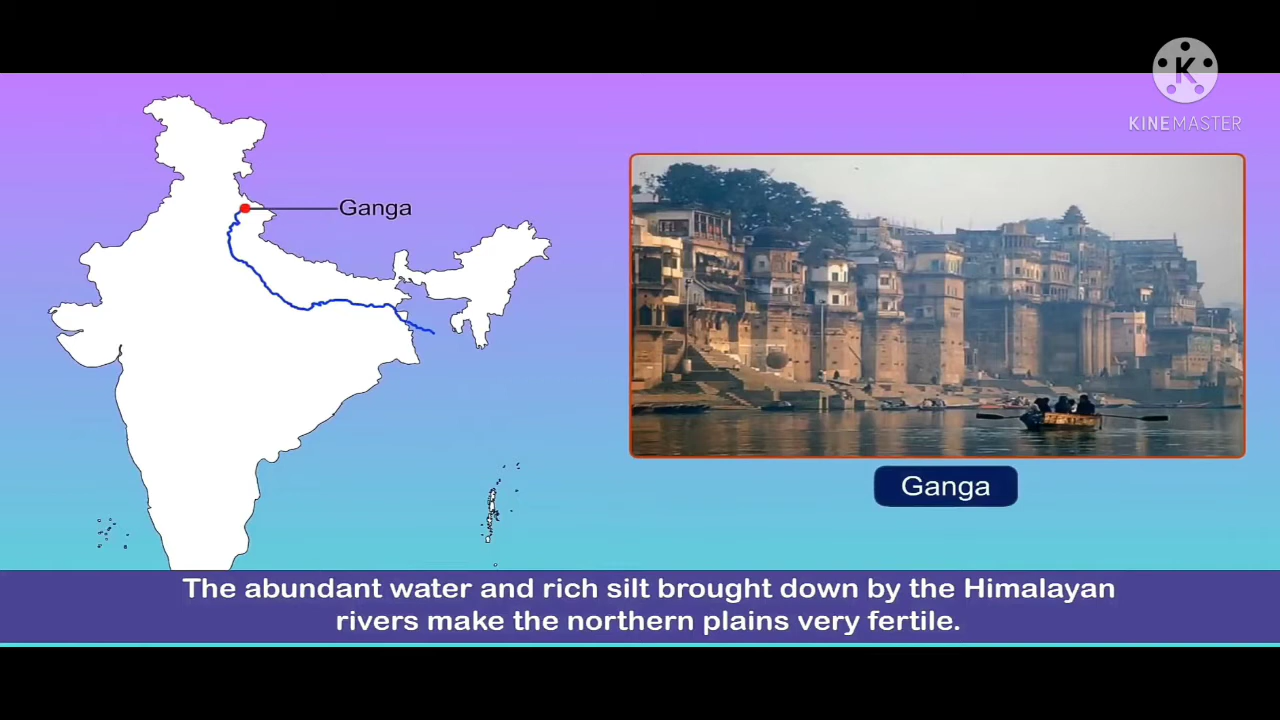 KINEMASTER
Ganga
Ganga
The abundant water and rich silt brought down by the Himalayan
rivers make the northern plains very fertile.